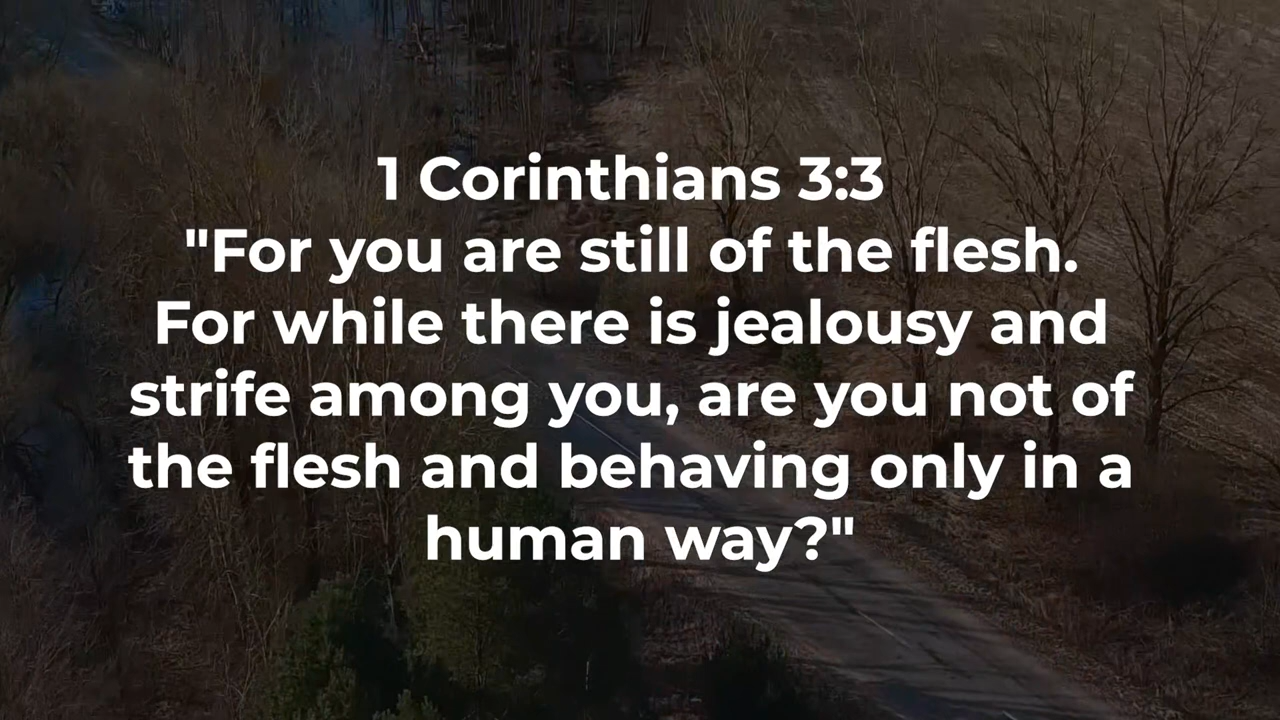 1 Corinthians 3:3
"For you are still of the flesh.
For while there is jealousy and
strife among you, are you not of
the flesh and behaving only in a
human way?"